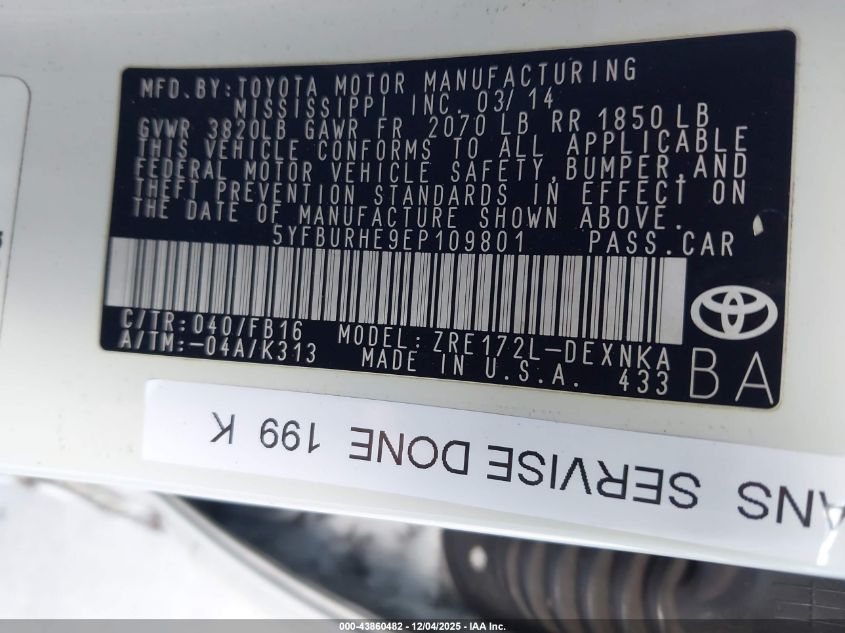 MFD. BY: TOYOTA MOTOR MANUFACTURING
MISSISSIPPI INC. 03/14
GVWR 3820LB GAWR FR 2070 LB RR 1850 LB
THIS VEHICLE CONFORMS TO ALL APPLICABLE
FEDERAL MOTOR VEHICLE SAFETY, BUMPER, AND
THEFT PREVENTION STANDARDS IN EFFECT ON
THE DATE OF MANUFACTURE SHOWN ABOVE.
5YFBURHE9EP109801 PASS.CAR
C/TR: 040/FB16 MODEL: ZRE172L-DEXNKA
A/TM: -04A/K313 MADE IN U.S.A. 433
BA
ANS SERVISE DONE 199 K
000-43860482 - 12/04/2025 - IAA Inc.